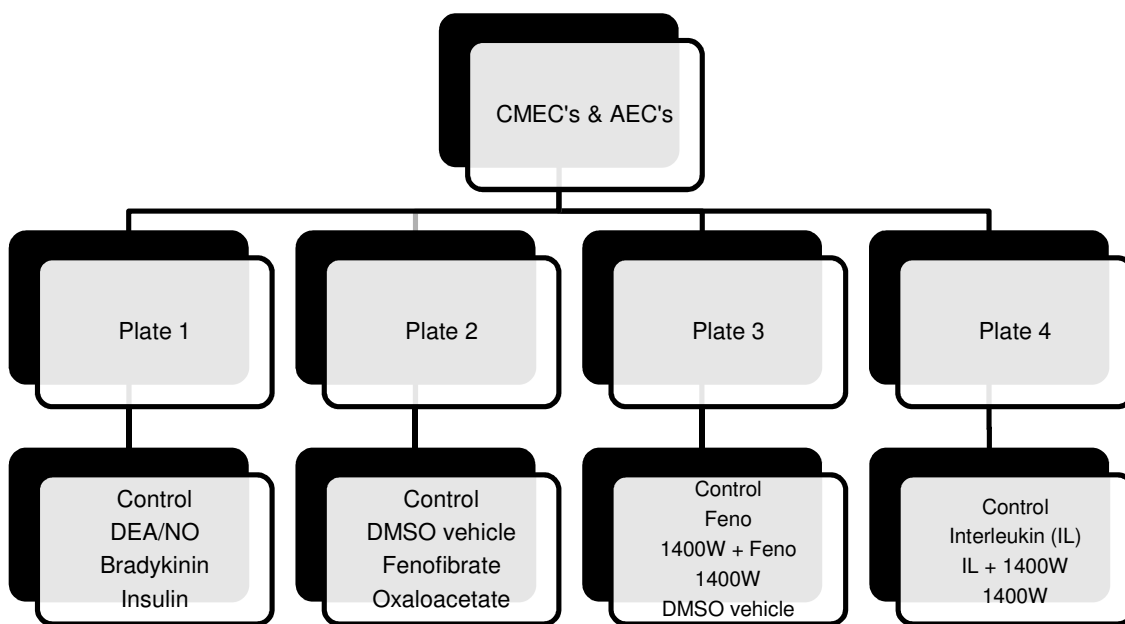 CMEC's & AEC's
Plate 1
Plate 2
Plate 3
Plate 4
Control
DEA/NO
Bradykinin
Insulin
Control
DMSO vehicle
Fenofibrate
Oxaloacetate
Control
Feno
1400W + Feno
1400W
DMSO vehicle
Control
Interleukin (IL)
IL + 1400W
1400W